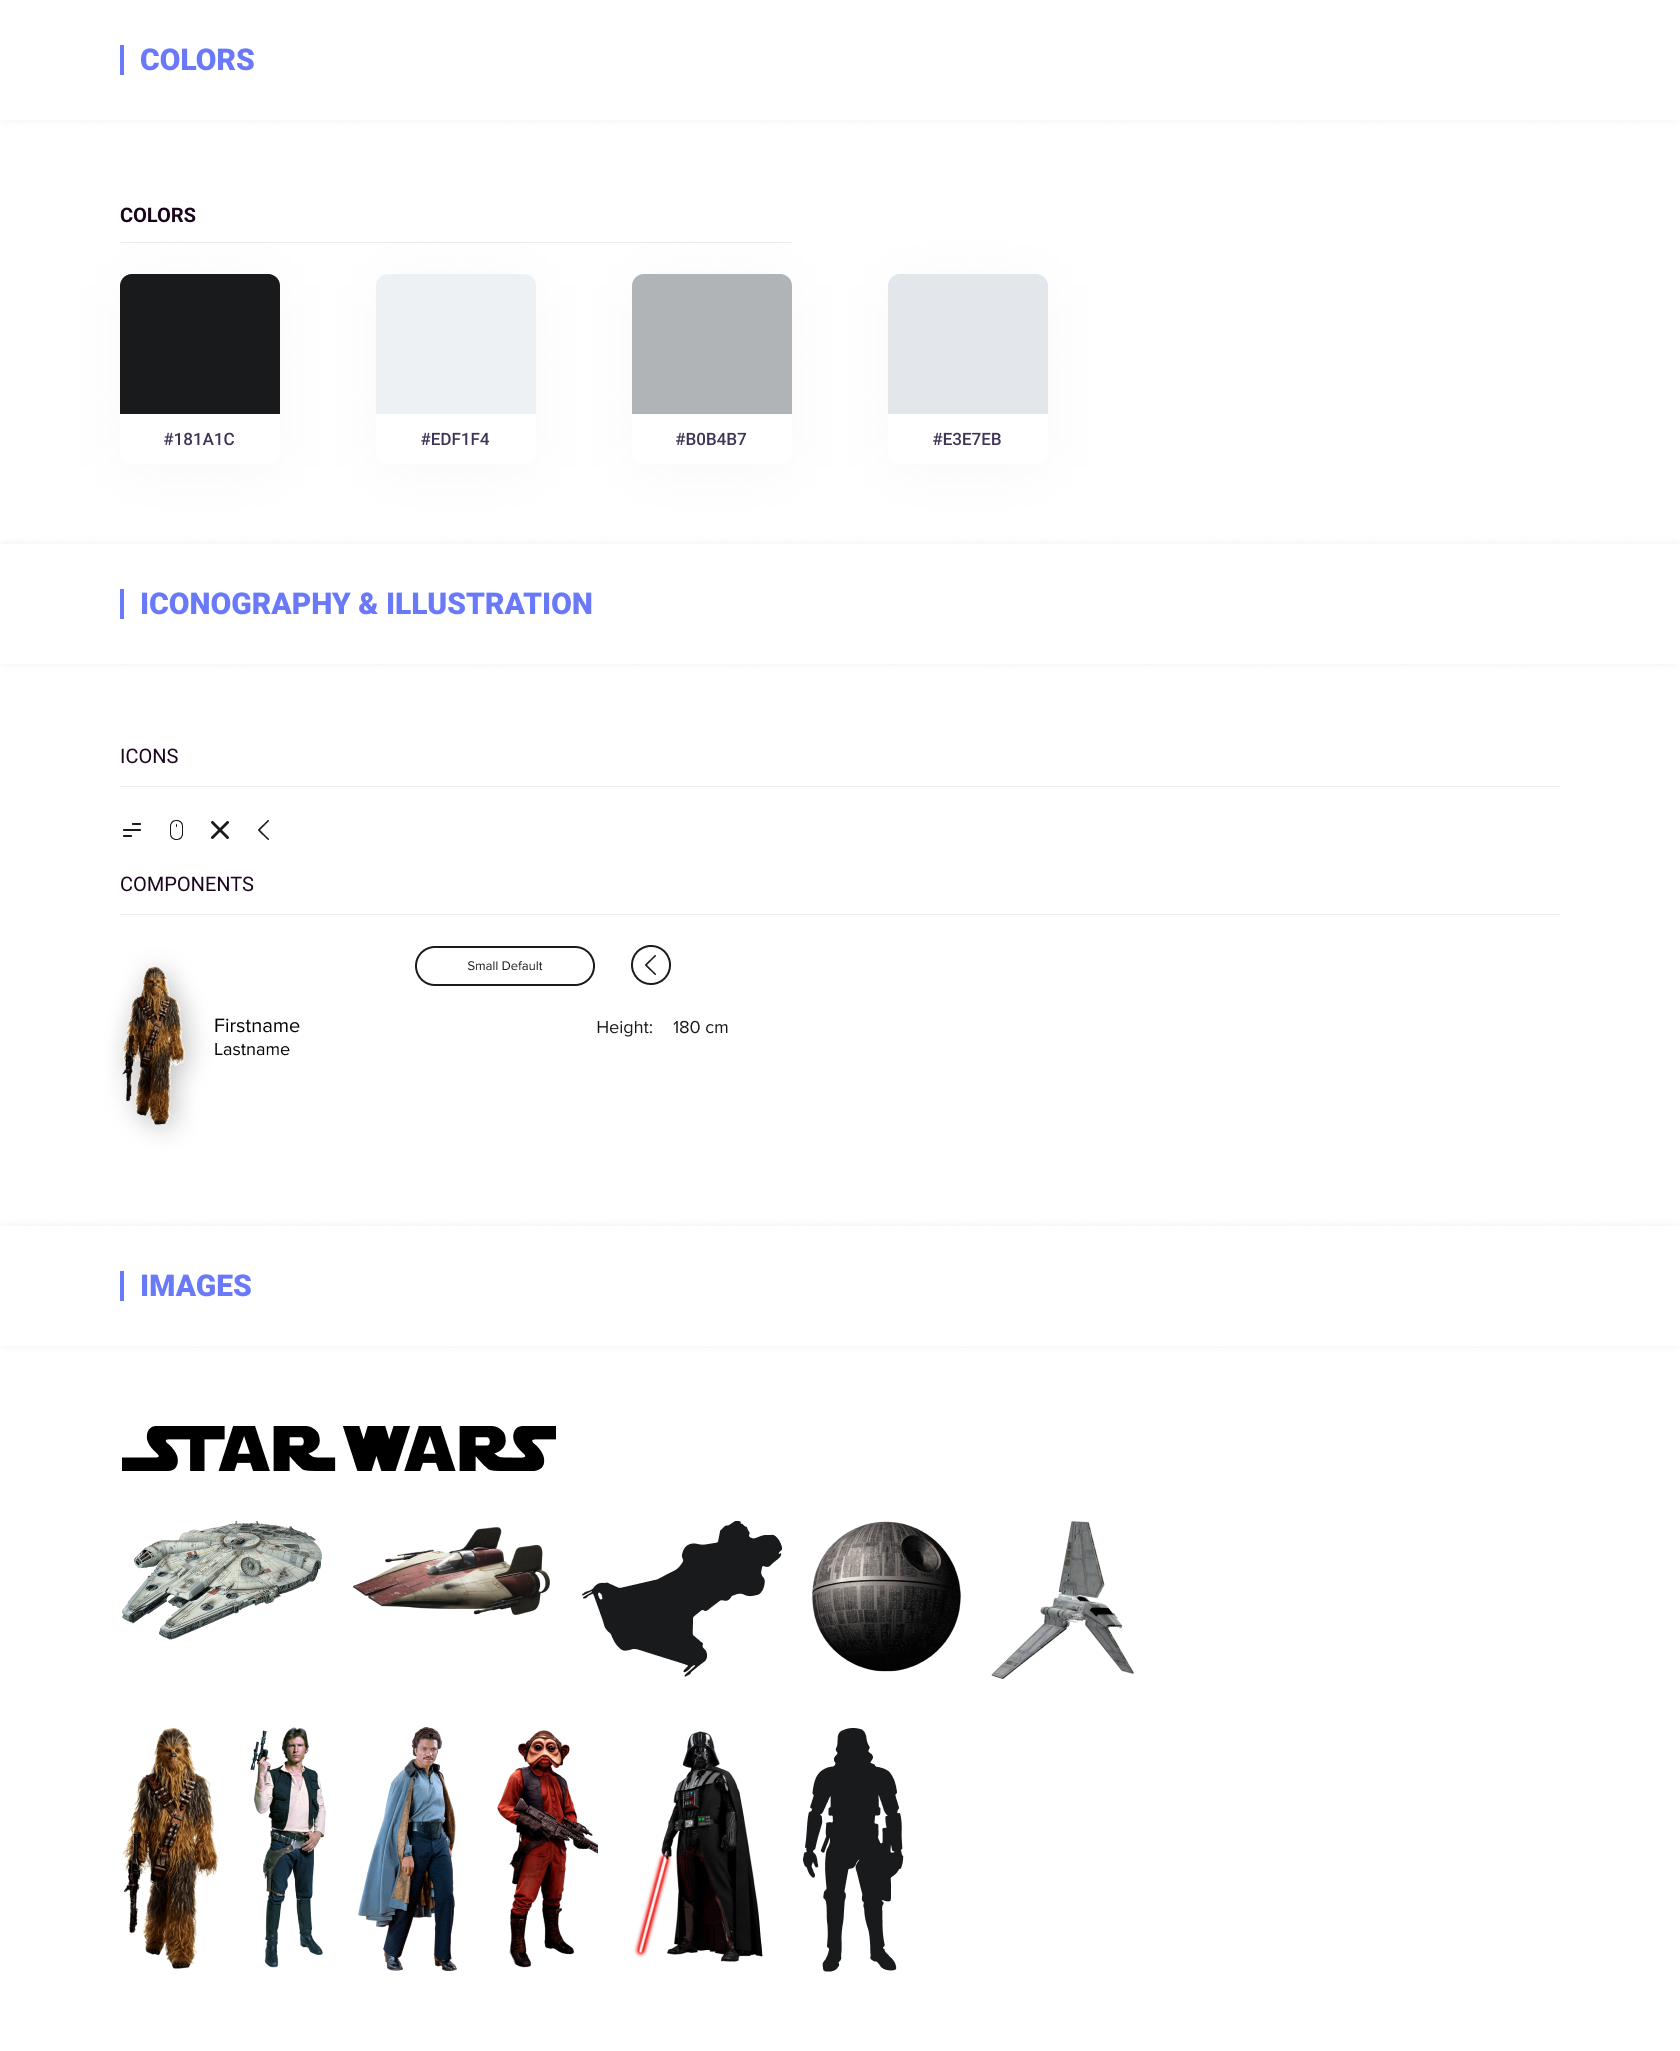 COLORS
COLORS
#181A1C
#EDF1F4
#B0B4B7
#E3E7EB
ICONOGRAPHY & ILLUSTRATION
ICONS
COMPONENTS
Small Default
Firstname
Lastname
Height: 180 cm
IMAGES
STAR WARS